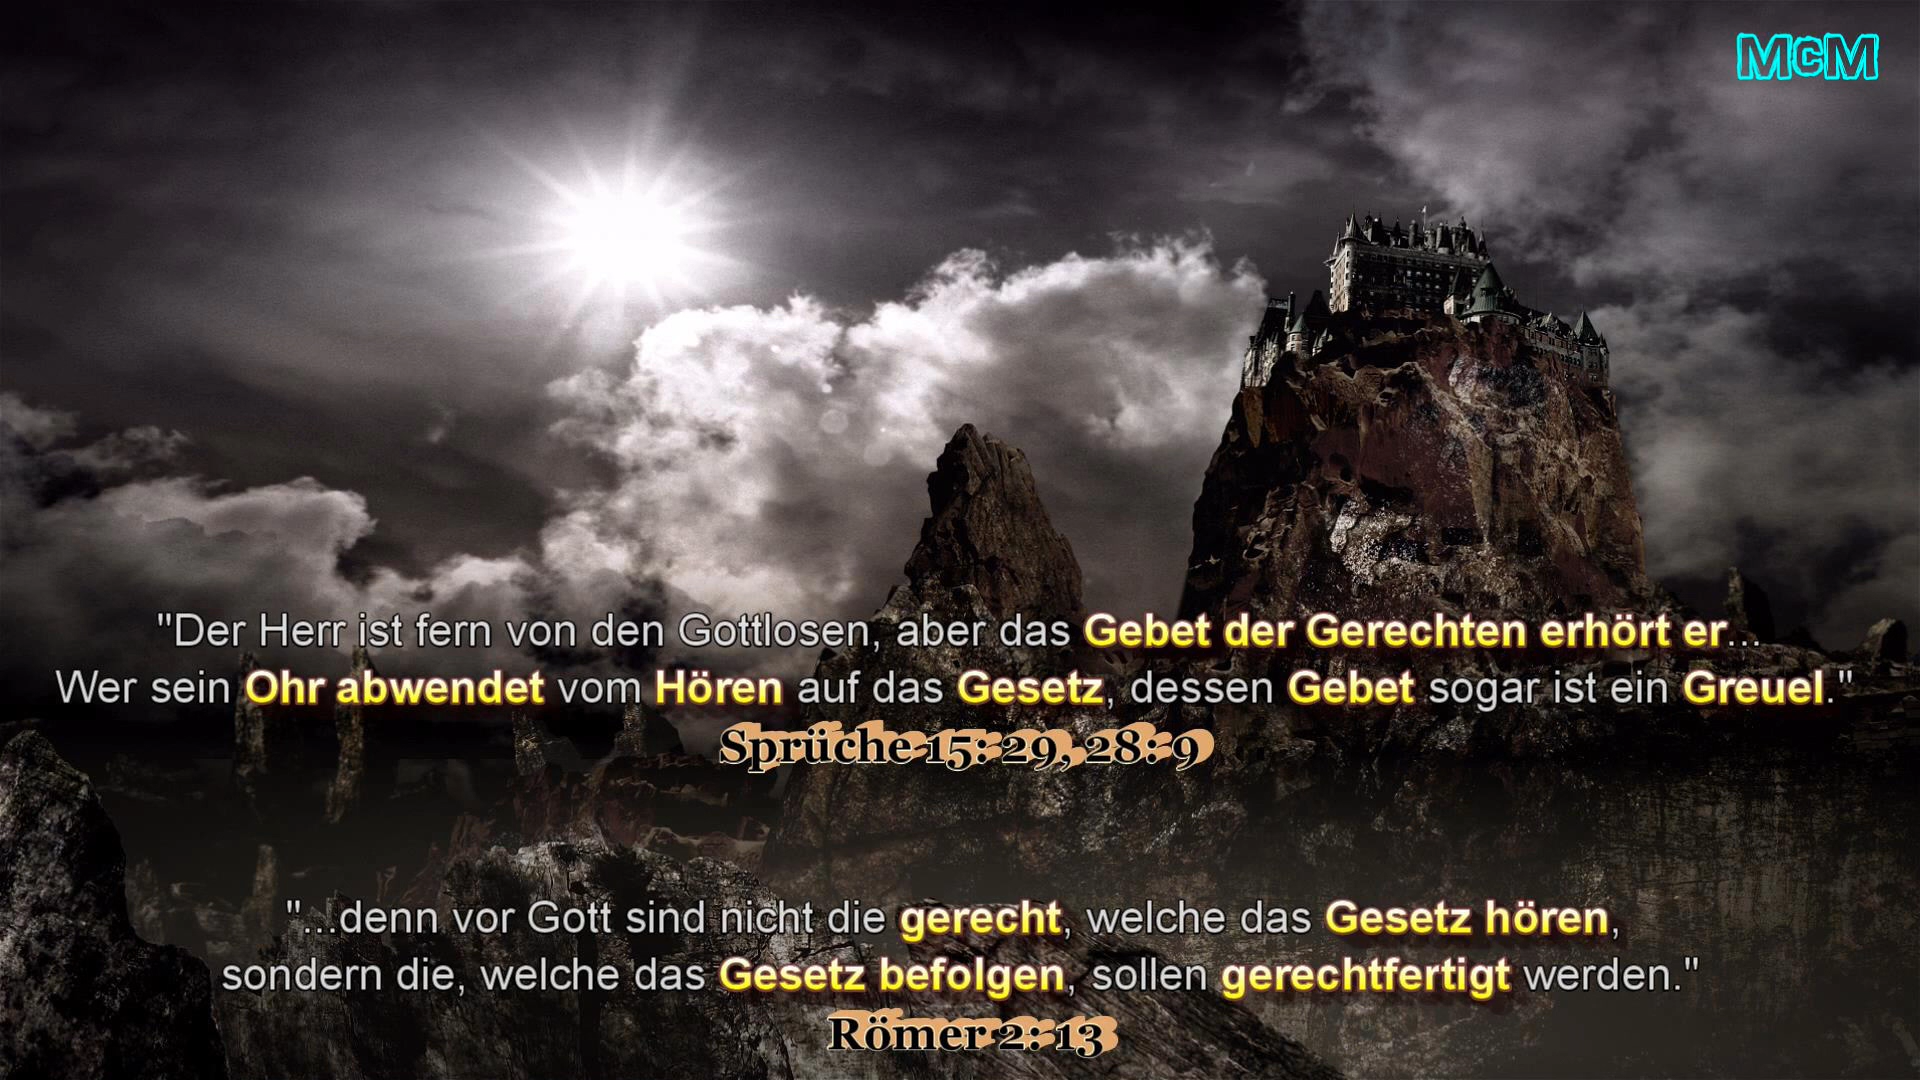 McM
"Der Herr ist fern von den Gottlosen, aber das Gebet der Gerechten erhört er...
Wer sein Ohr abwendet vom Hören auf das Gesetz, dessen Gebet sogar ist ein Greuel."
Sprüche 15: 29, 28: 9
"...denn vor Gott sind nicht die gerecht, welche das Gesetz hören,
sondern die, welche das Gesetz befolgen, sollen gerechtfertigt werden."
Römer 2: 13